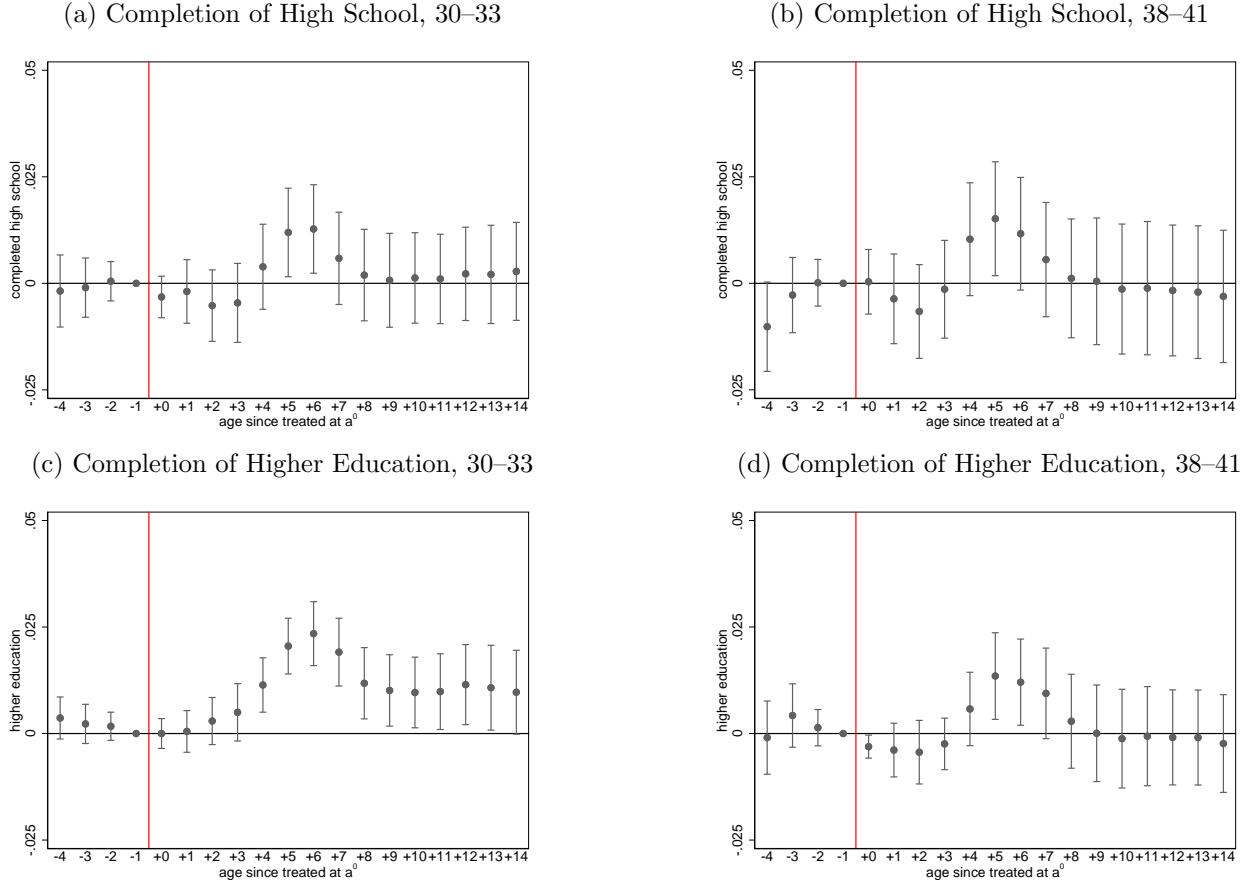 (a) Completion of High School, 30–33
(b) Completion of High School, 38–41
completed high school
.05
.025
0
-.025
-4 -3 -2 -1 +0 +1 +2 +3 +4 +5 +6 +7 +8 +9 +10 +11 +12 +13 +14
age since treated at a⁰
completed high school
.05
.025
0
-.025
-4 -3 -2 -1 +0 +1 +2 +3 +4 +5 +6 +7 +8 +9 +10 +11 +12 +13 +14
age since treated at a⁰
(c) Completion of Higher Education, 30–33
(d) Completion of Higher Education, 38–41
higher education
.05
.025
0
-.025
-4 -3 -2 -1 +0 +1 +2 +3 +4 +5 +6 +7 +8 +9 +10 +11 +12 +13 +14
age since treated at a⁰
higher education
.05
.025
0
-.025
-4 -3 -2 -1 +0 +1 +2 +3 +4 +5 +6 +7 +8 +9 +10 +11 +12 +13 +14
age since treated at a⁰